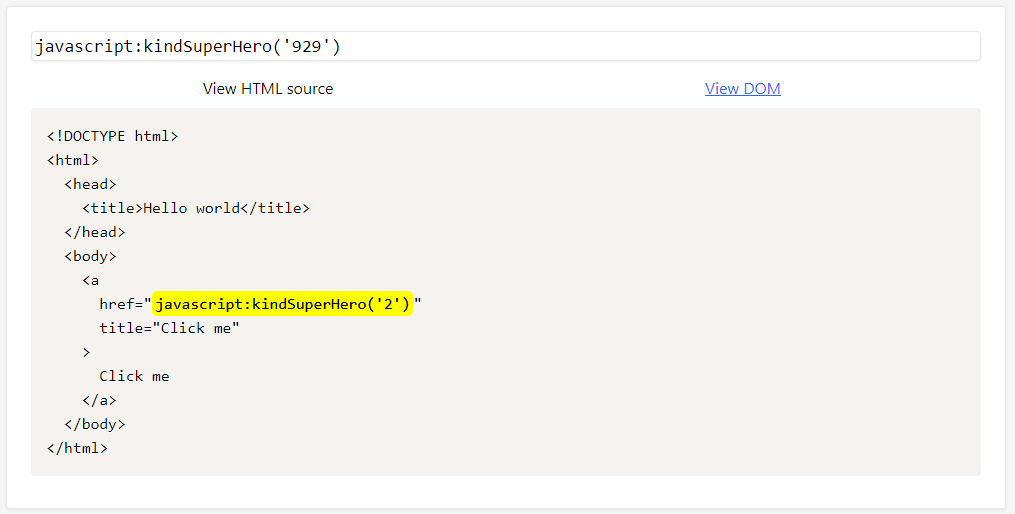 javascript:kindSuperHero('929')
View HTML source
View DOM
<!DOCTYPE html>
<html>
  <head>
    <title>Hello world</title>
  </head>
  <body>
    <a
      href="javascript:kindSuperHero('2')"
      title="Click me"
    >
      Click me
    </a>
  </body>
</html>